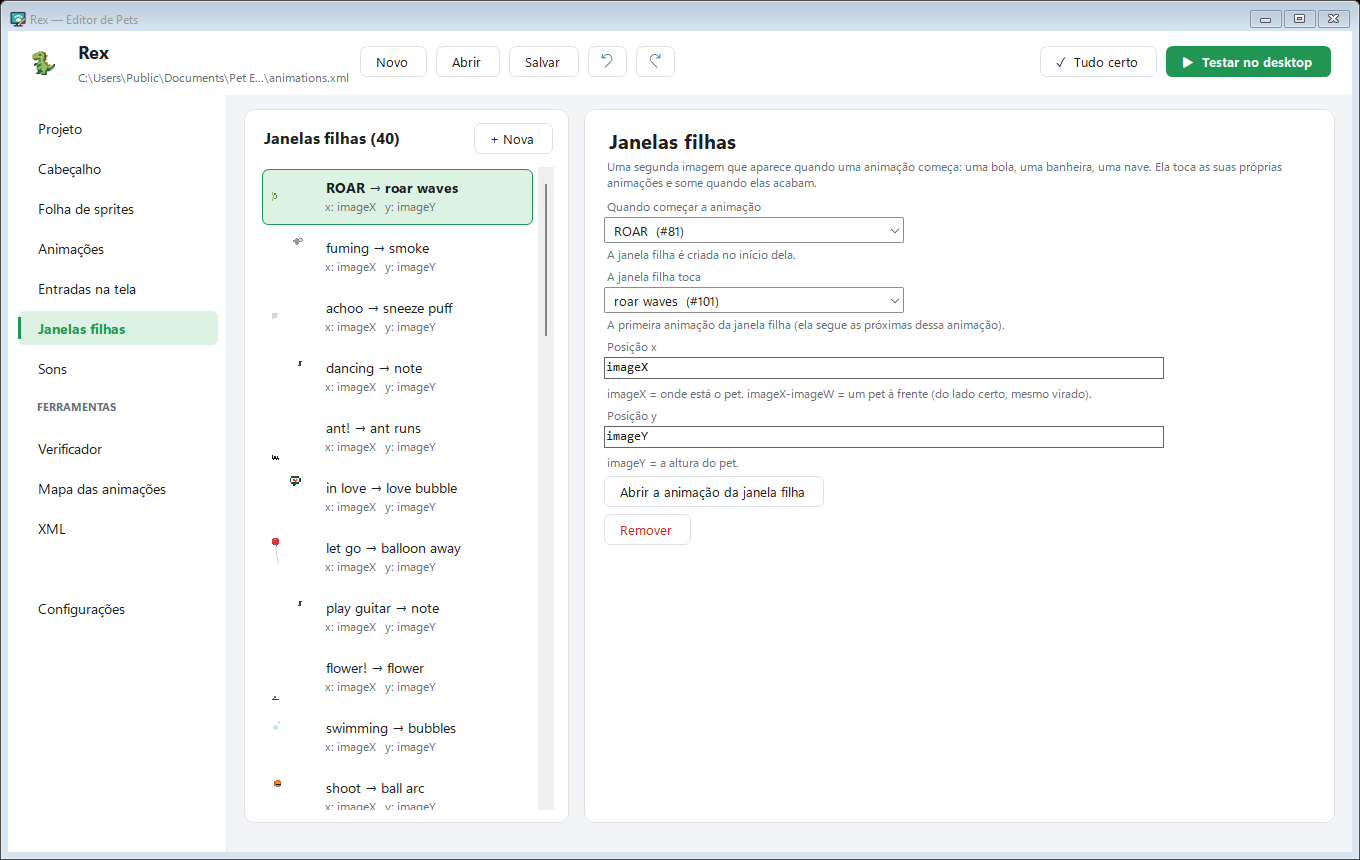 Rex — Editor de Pets
Rex
C:\Users\Public\Documents\Pet E...\animations.xml
Novo
Abrir
Salvar
✓ Tudo certo
▶ Testar no desktop
Projeto
Cabeçalho
Folha de sprites
Animações
Entradas na tela
Janelas filhas
Sons
FERRAMENTAS
Verificador
Mapa das animações
XML
Configurações
Janelas filhas (40)
+ Nova
ROAR → roar waves
x: imageX y: imageY
fuming → smoke
x: imageX y: imageY
achoo → sneeze puff
x: imageX y: imageY
dancing → note
x: imageX y: imageY
ant! → ant runs
x: imageX y: imageY
in love → love bubble
x: imageX y: imageY
let go → balloon away
x: imageX y: imageY
play guitar → note
x: imageX y: imageY
flower! → flower
x: imageX y: imageY
swimming → bubbles
x: imageX y: imageY
shoot → ball arc
x: imageX y: imageY
Janelas filhas
Uma segunda imagem que aparece quando uma animação começa: uma bola, uma banheira, uma nave. Ela toca as suas próprias
animações e some quando elas acabam.
Quando começar a animação
ROAR (#81)
A janela filha é criada no início dela.
A janela filha toca
roar waves (#101)
A primeira animação da janela filha (ela segue as próximas dessa animação).
Posição x
imageX
imageX = onde está o pet. imageX-imageW = um pet à frente (do lado certo, mesmo virado).
Posição y
imageY
imageY = a altura do pet.
Abrir a animação da janela filha
Remover